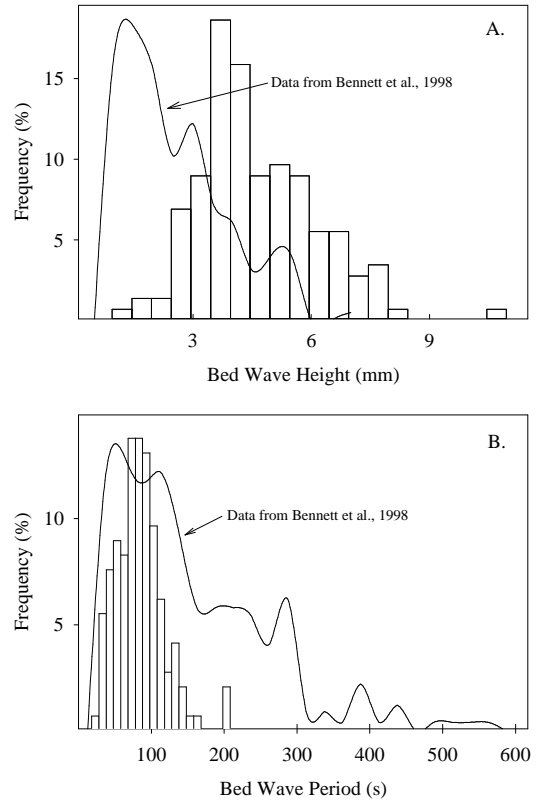 A.
Data from Bennett et al., 1998
15
10
5
Frequency (%)
3 6 9
Bed Wave Height (mm)
B.
Data from Bennett et al., 1998
10
5
Frequency (%)
100 200 300 400 500 600
Bed Wave Period (s)